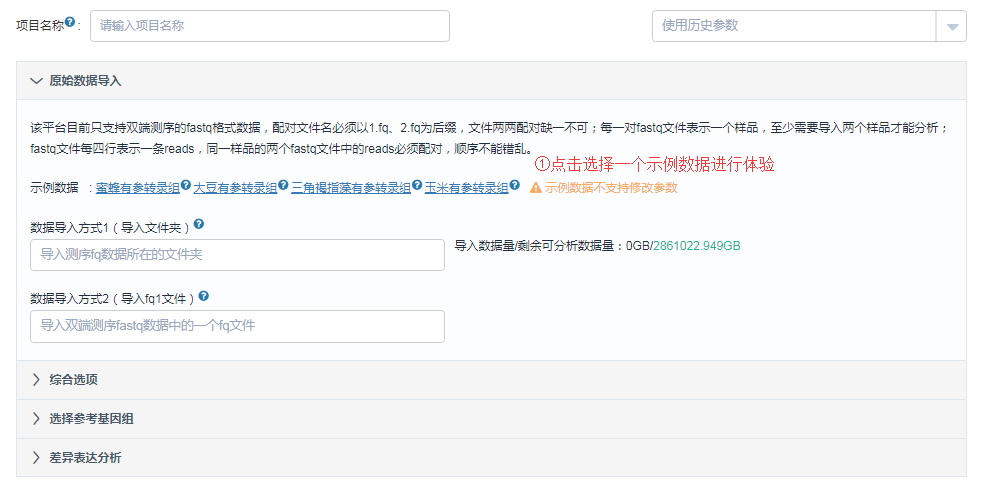 项目名称?: 请输入项目名称 使用历史参数
原始数据导入
该平台目前只支持双端测序的fastq格式数据，配对文件名必须以1.fq、2.fq为后缀，文件两两配对缺一不可；每一对fastq文件表示一个样品，至少需要导入两个样品才能分析；
fastq文件每四行表示一条reads，同一样品的两个fastq文件中的reads必须配对，顺序不能错乱。
①点击选择一个示例数据进行体验
示例数据 : 蜜蜂有参转录组? 大豆有参转录组? 三角褐指藻有参转录组? 玉米有参转录组? 示例数据不支持修改参数
数据导入方式1（导入文件夹）?
导入测序fq数据所在的文件夹 导入数据量/剩余可分析数据量：0GB/2861022.949GB
数据导入方式2（导入fq1文件）?
导入双端测序fastq数据中的一个fq文件
综合选项
选择参考基因组
差异表达分析